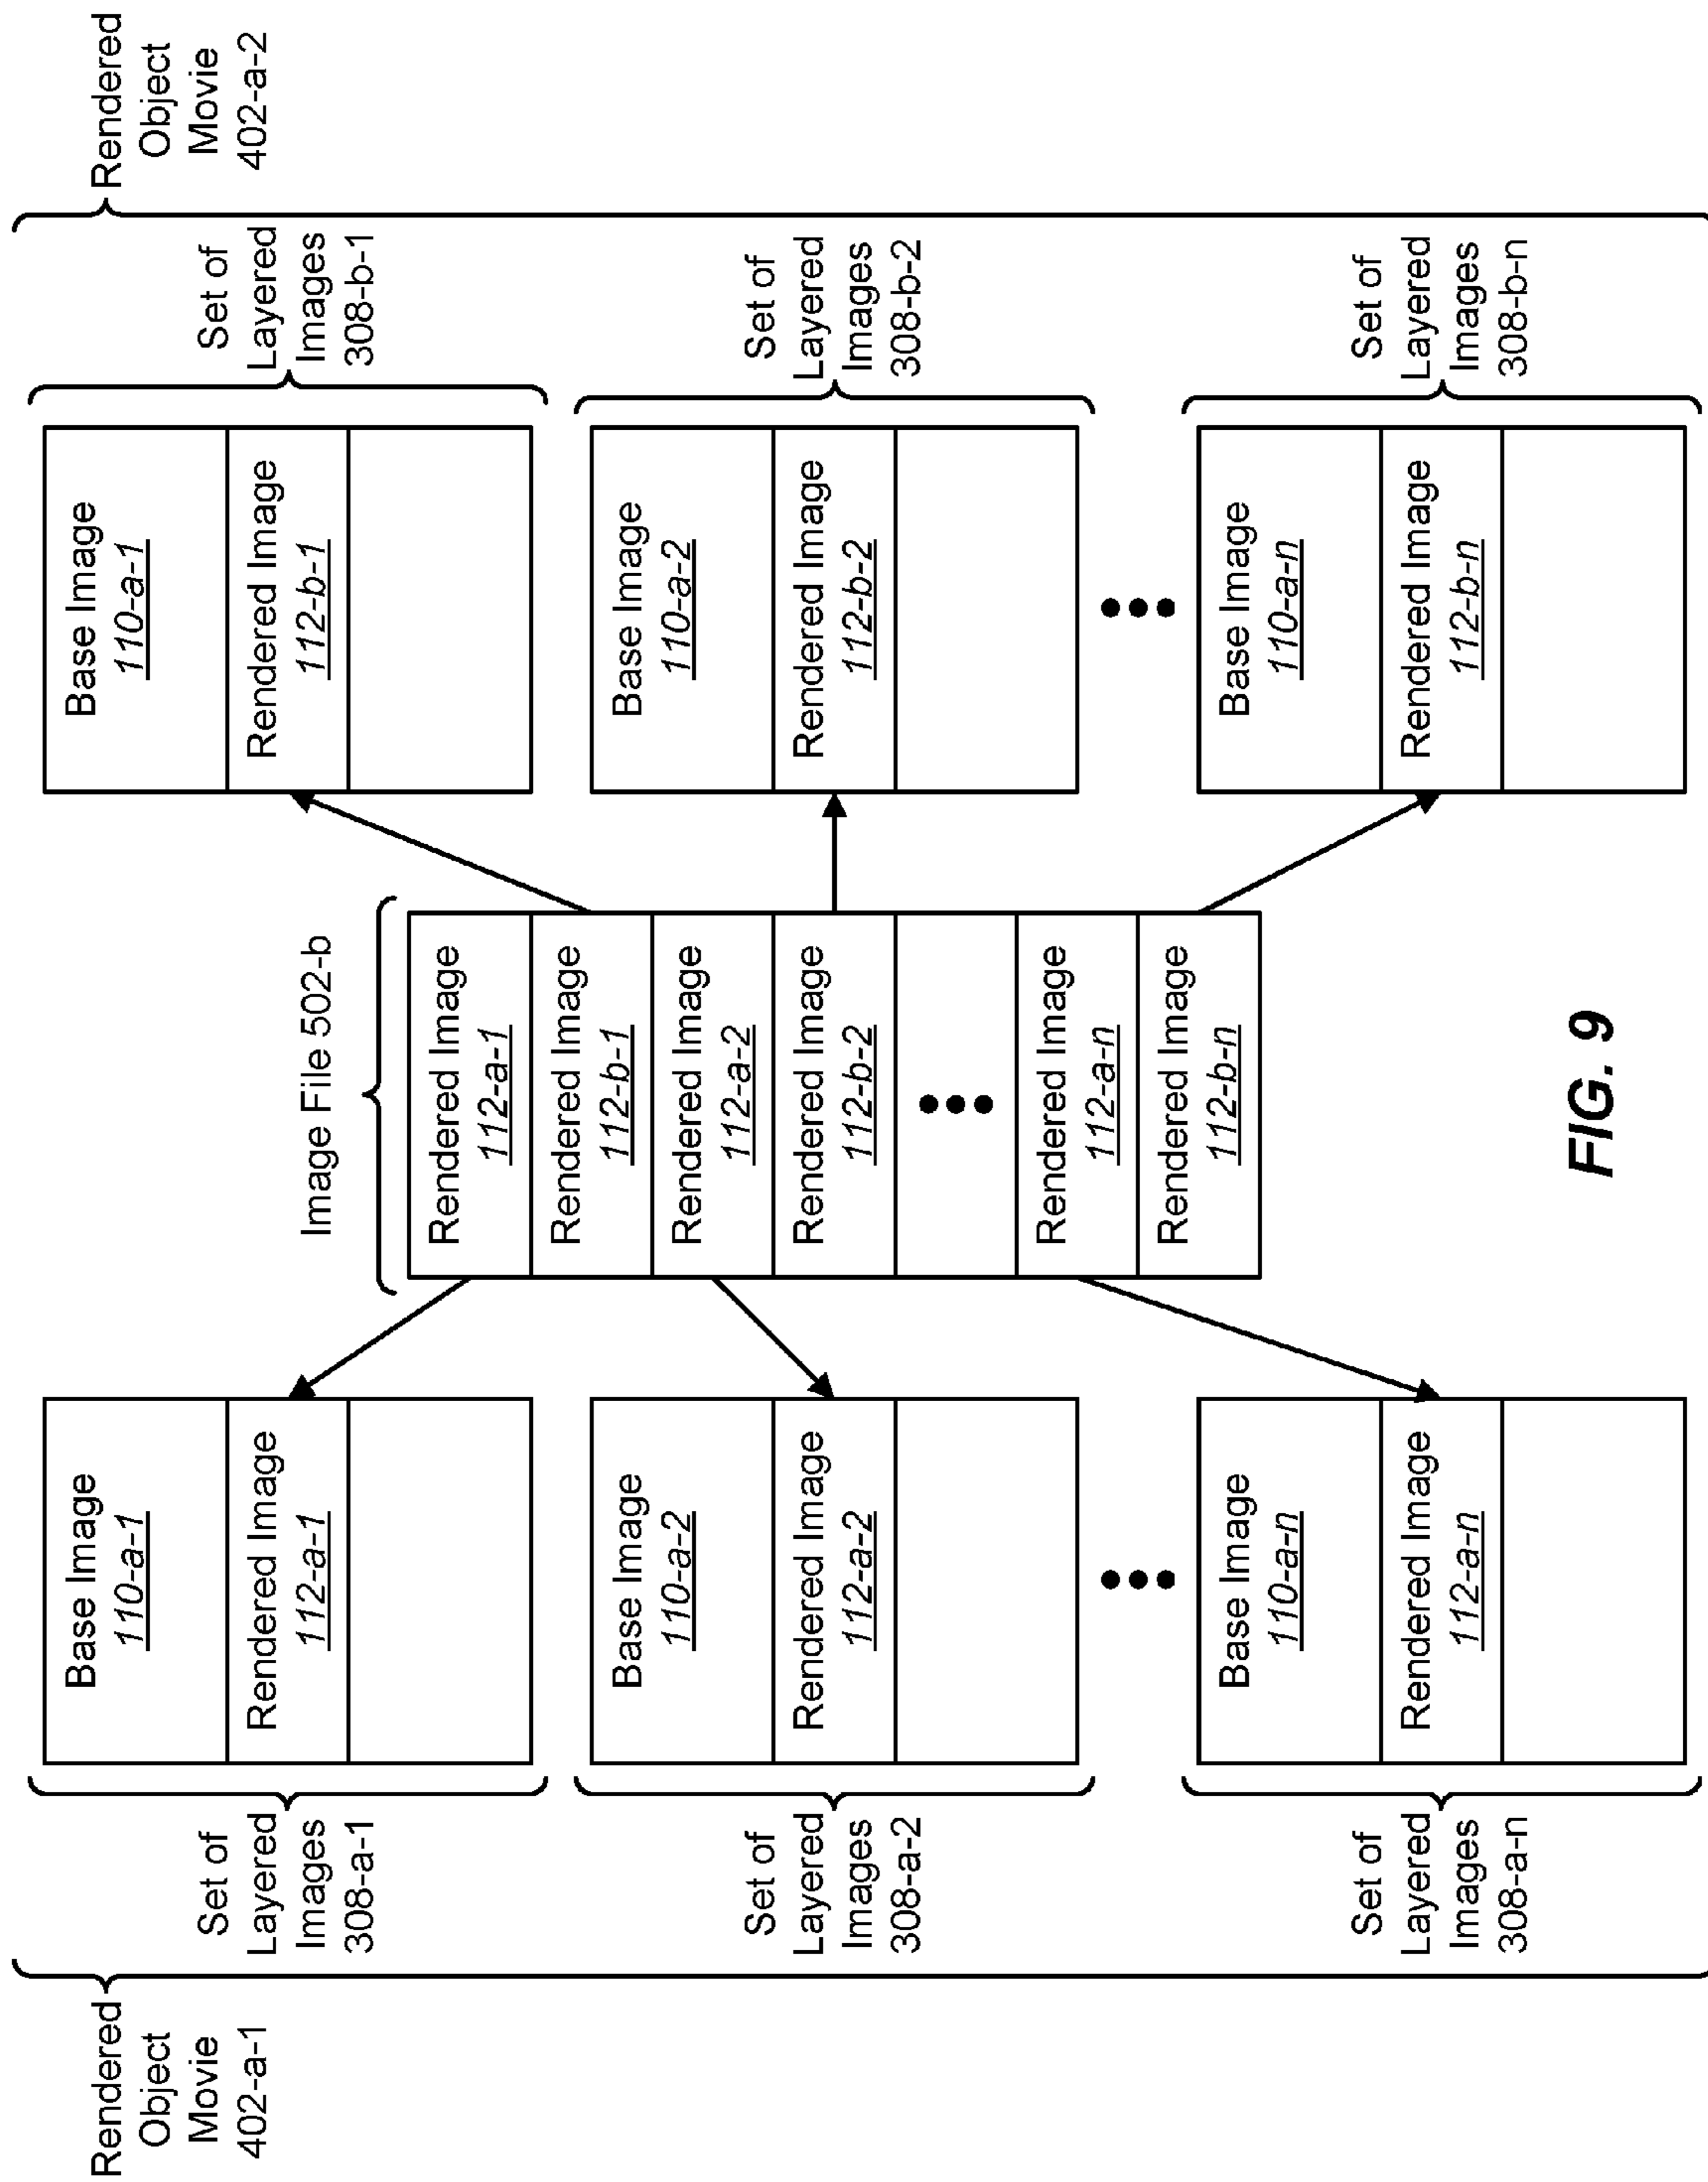 Rendered
Object
Movie
402-a-1
Set of
Layered
Images
308-a-1
Base Image
110-a-1
Rendered Image
112-a-1
Set of
Layered
Images
308-a-2
Base Image
110-a-2
Rendered Image
112-a-2
Set of
Layered
Images
308-a-n
Base Image
110-a-n
Rendered Image
112-a-n
Image File 502-b
Rendered Image
112-a-1
Rendered Image
112-b-1
Rendered Image
112-a-2
Rendered Image
112-b-2
Rendered Image
112-a-n
Rendered Image
112-b-n
Rendered
Object
Movie
402-a-2
Set of
Layered
Images
308-b-1
Base Image
110-a-1
Rendered Image
112-b-1
Set of
Layered
Images
308-b-2
Base Image
110-a-2
Rendered Image
112-b-2
Set of
Layered
Images
308-b-n
Base Image
110-a-n
Rendered Image
112-b-n
FIG. 9